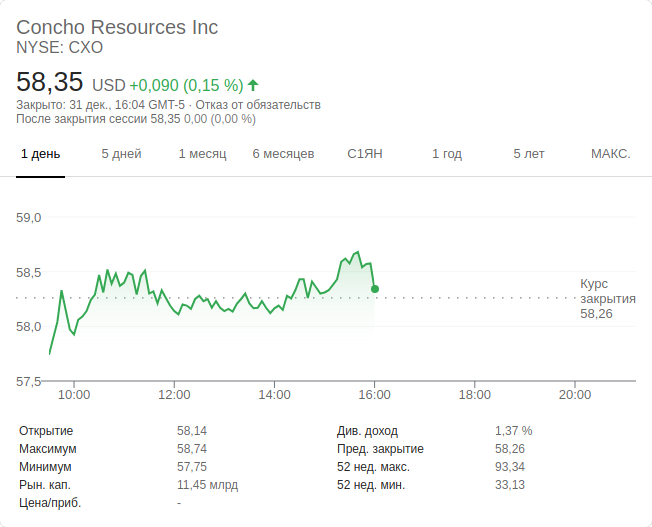 Concho Resources Inc
NYSE: CXO
58,35 USD +0,090 (0,15 %)
Закрыто: 31 дек., 16:04 GMT-5 · Отказ от обязательств
После закрытия сессии 58,35 0,00 (0,00 %)
1 день 5 дней 1 месяц 6 месяцев С1ЯН 1 год 5 лет МАКС.
59,0
58,5
Курс
закрытия
58,26
58,0
57,5
10:00 12:00 14:00 16:00 18:00 20:00
Открытие 58,14 Див. доход 1,37 %
Максимум 58,74 Пред. закрытие 58,26
Минимум 57,75 52 нед. макс. 93,34
Рын. кап. 11,45 млрд 52 нед. мин. 33,13
Цена/приб. -